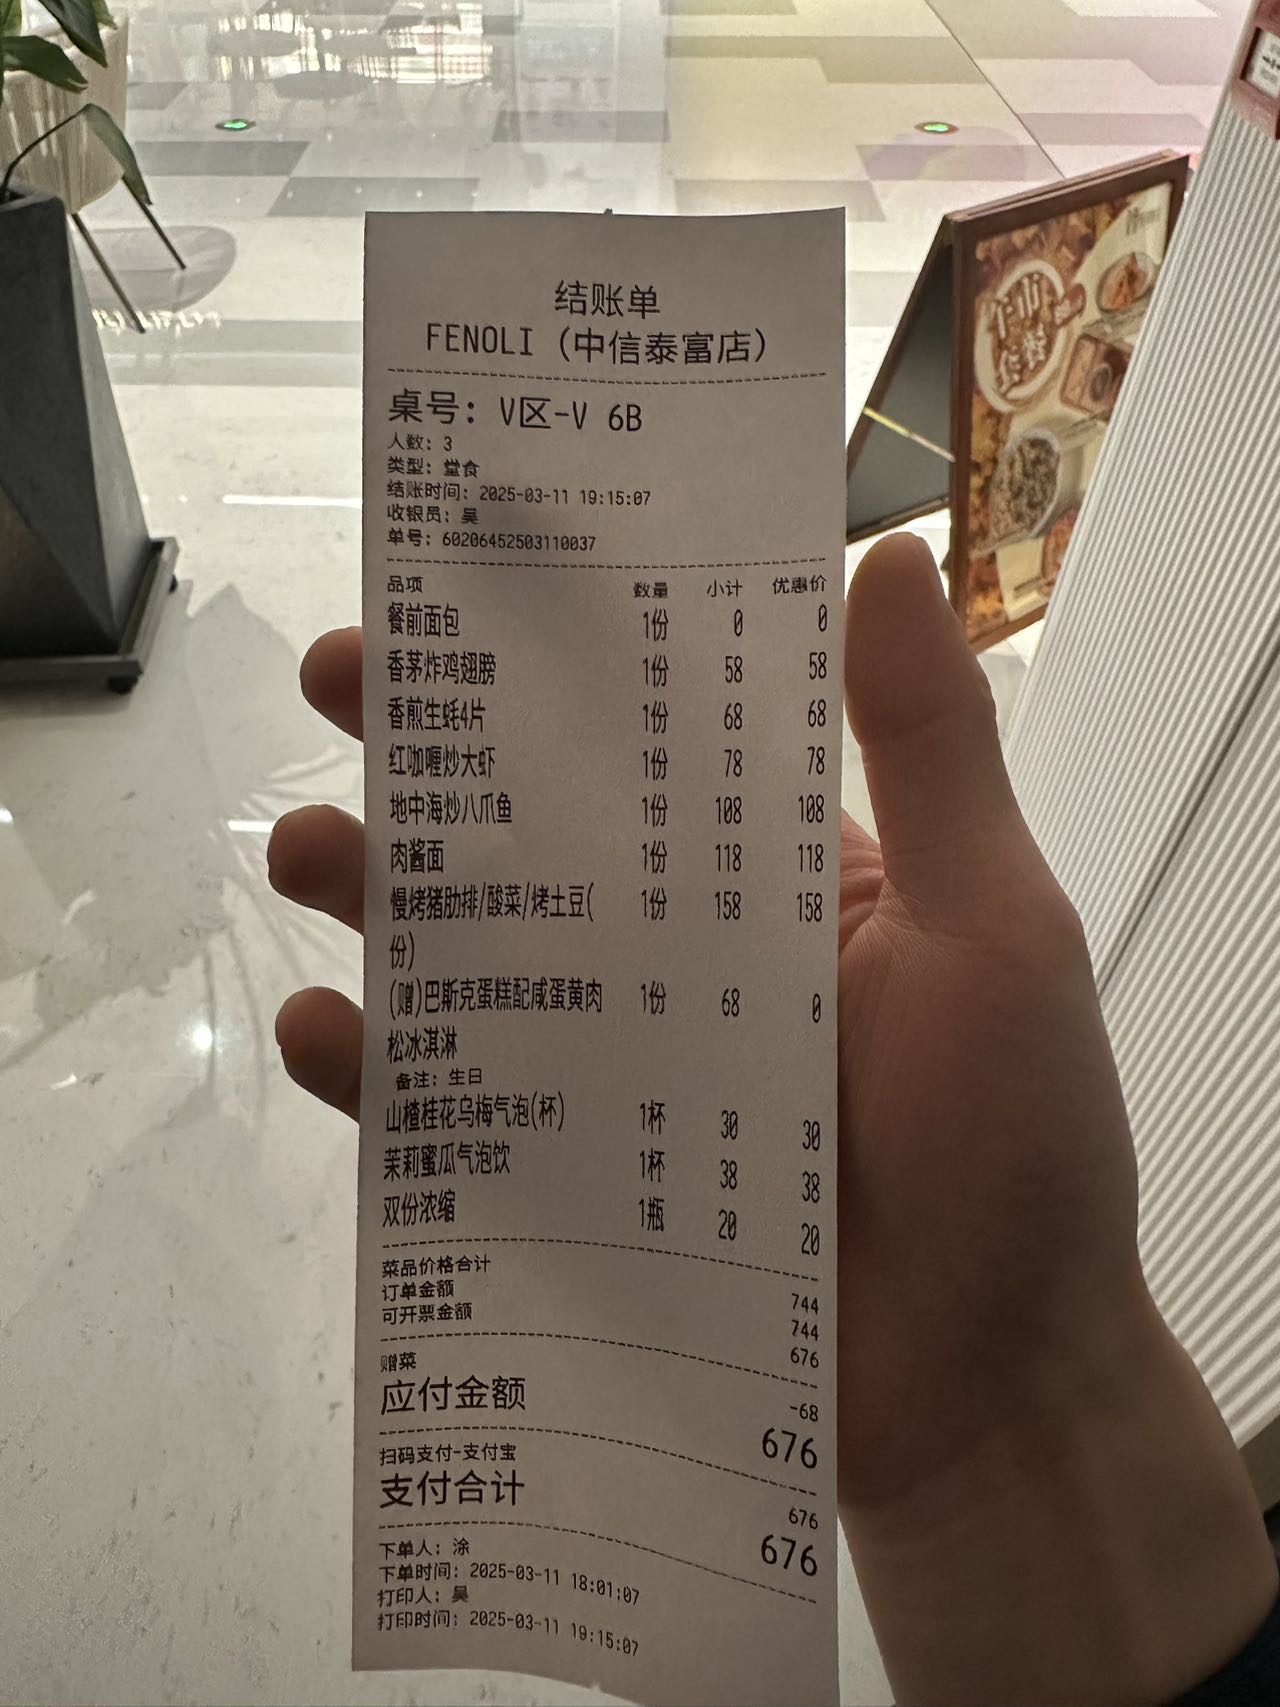 结账单
FENOLI（中信泰富店）
桌号：V区-V 6B
人数：3
类型：堂食
结账时间：2025-03-11 19:15:07
收银员：吴
单号：60206452503110037
品项 数量 小计 优惠价
餐前面包 1份 0 0
香茅炸鸡翅膀 1份 58 58
香煎生蚝4片 1份 68 68
红咖喱炒大虾 1份 78 78
地中海炒八爪鱼 1份 108 108
肉酱面 1份 118 118
慢烤猪肋排/酸菜/烤土豆( 1份 158 158
份)
(赠)巴斯克蛋糕配咸蛋黄肉 1份 68 0
松冰淇淋
备注：生日
山楂桂花乌梅气泡(杯) 1杯 30 30
茉莉蜜瓜气泡饮 1杯 38 38
双份浓缩 1瓶 20 20
菜品价格合计 744
订单金额 744
可开票金额 676
赠菜 -68
应付金额 676
扫码支付-支付宝 676
支付合计 676
下单人：涂
下单时间：2025-03-11 18:01:07
打印人：吴
打印时间：2025-03-11 19:15:07
午市
套餐